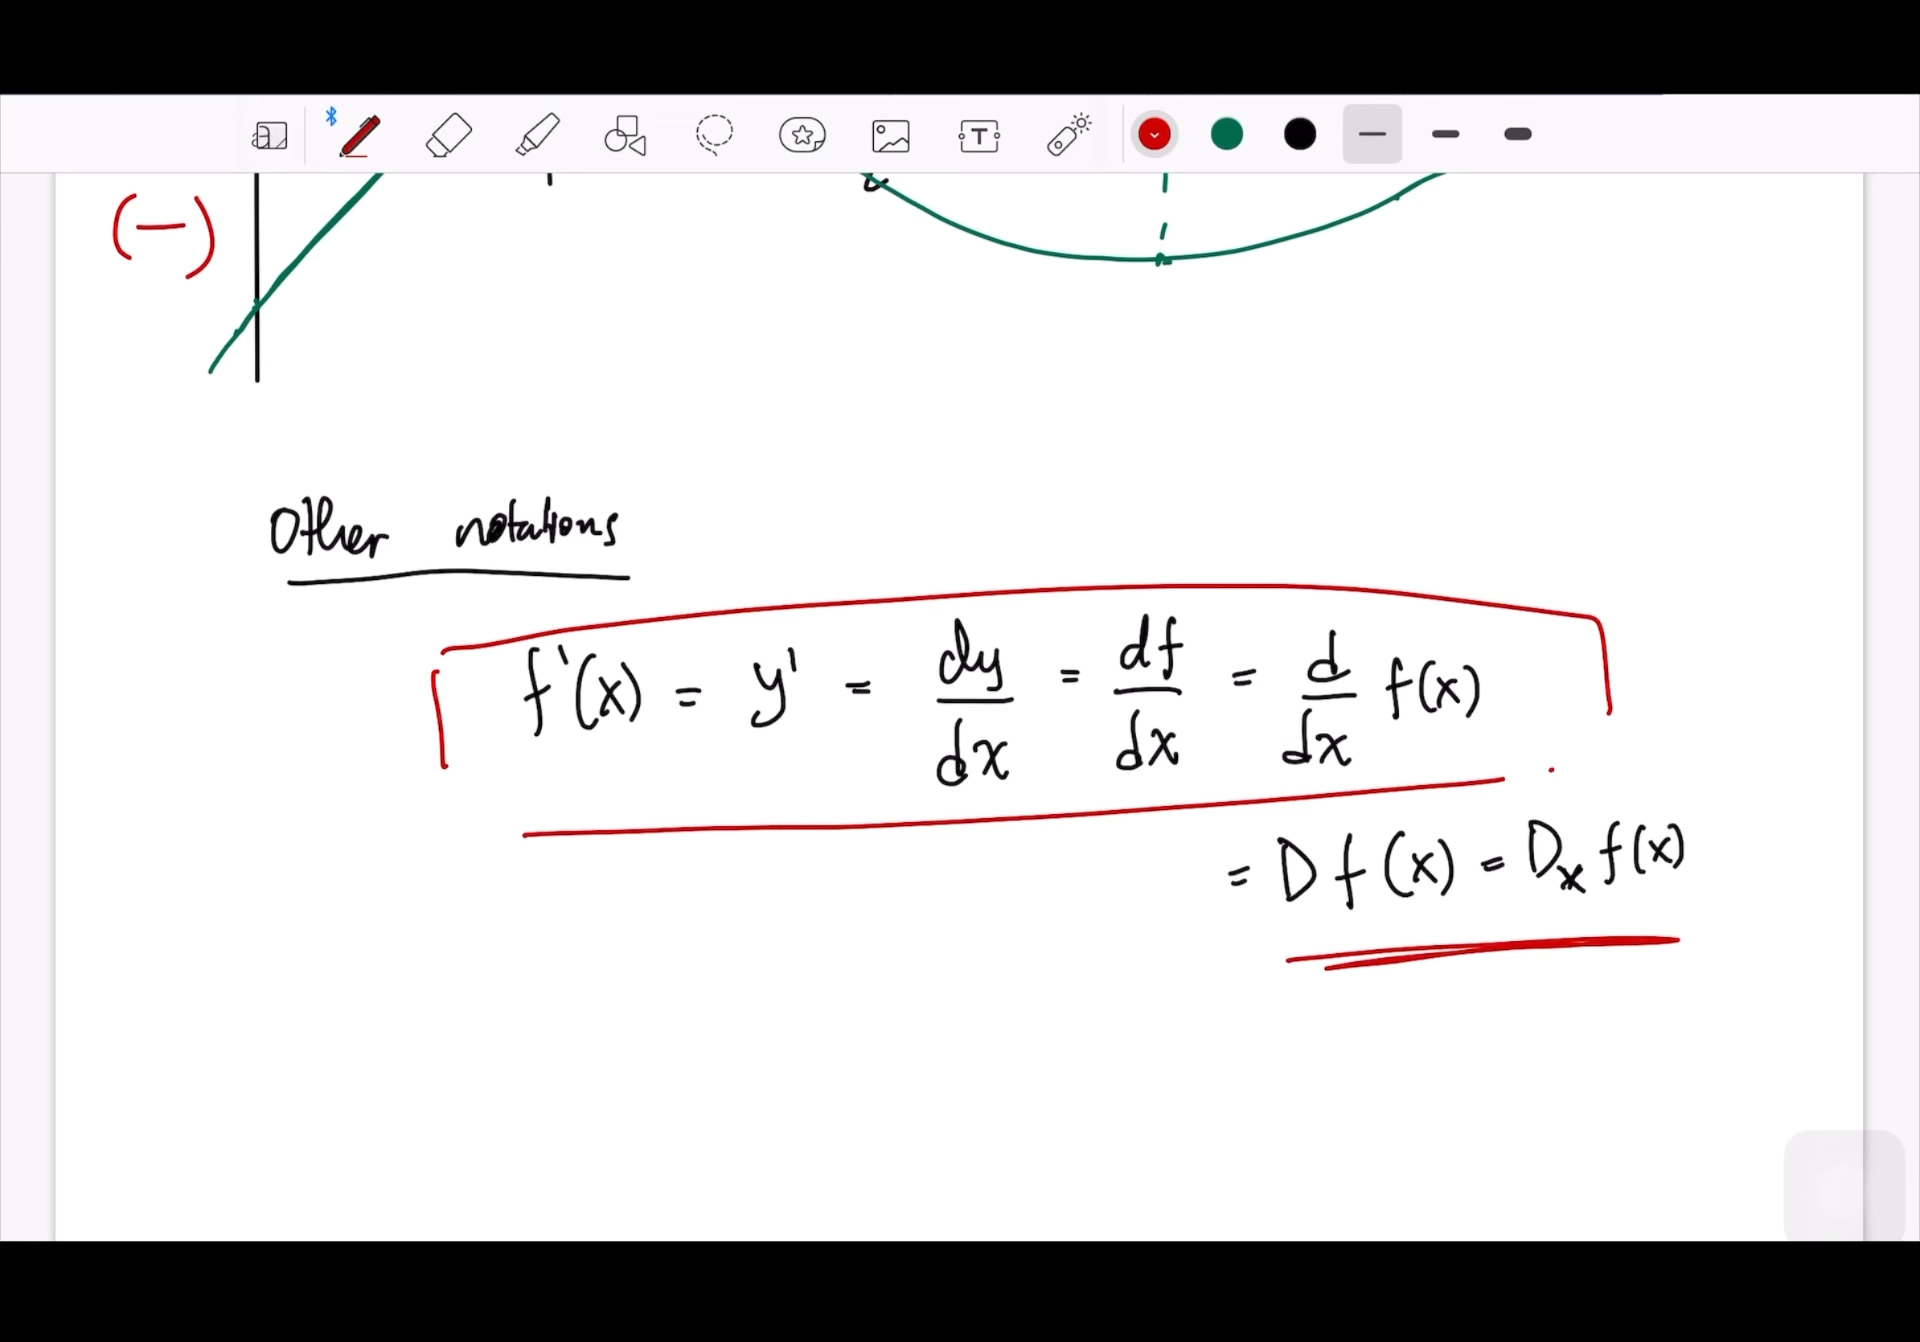 (-)
Other notations
f'(x) = y' = dy/dx = df/dx = d/dx f(x)
= D f(x) = Dₓ f(x)